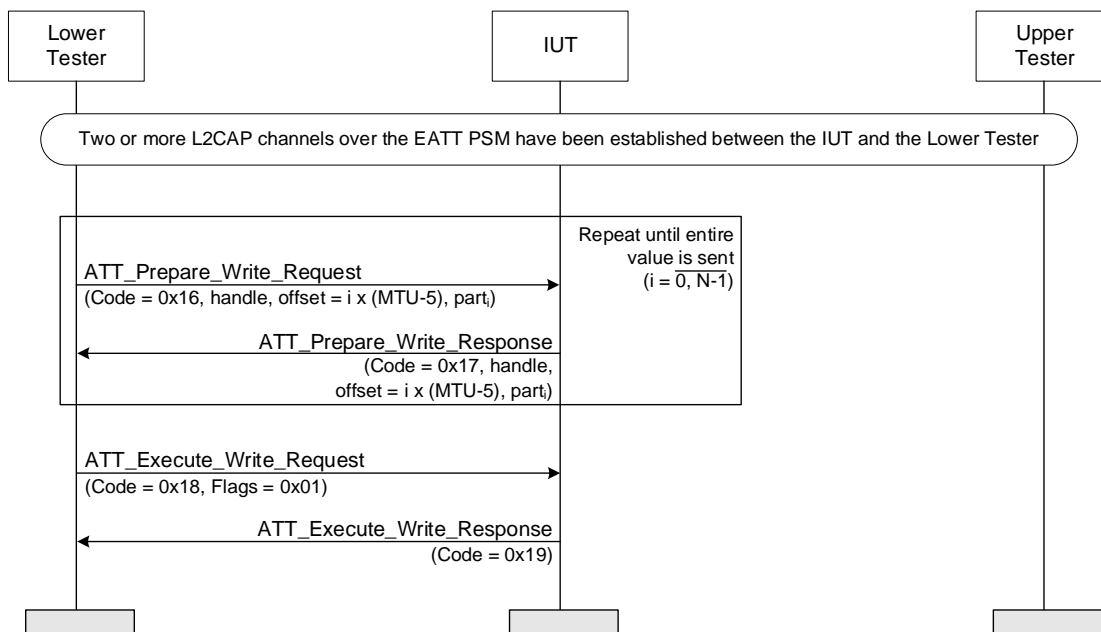 Lower
Tester
IUT
Upper
Tester
Two or more L2CAP channels over the EATT PSM have been established between the IUT and the Lower Tester
Repeat until entire
value is sent
(i = 0, N-1)
ATT_Prepare_Write_Request
(Code = 0x16, handle, offset = i x (MTU-5), partᵢ)
ATT_Prepare_Write_Response
(Code = 0x17, handle,
offset = i x (MTU-5), partᵢ)
ATT_Execute_Write_Request
(Code = 0x18, Flags = 0x01)
ATT_Execute_Write_Response
(Code = 0x19)